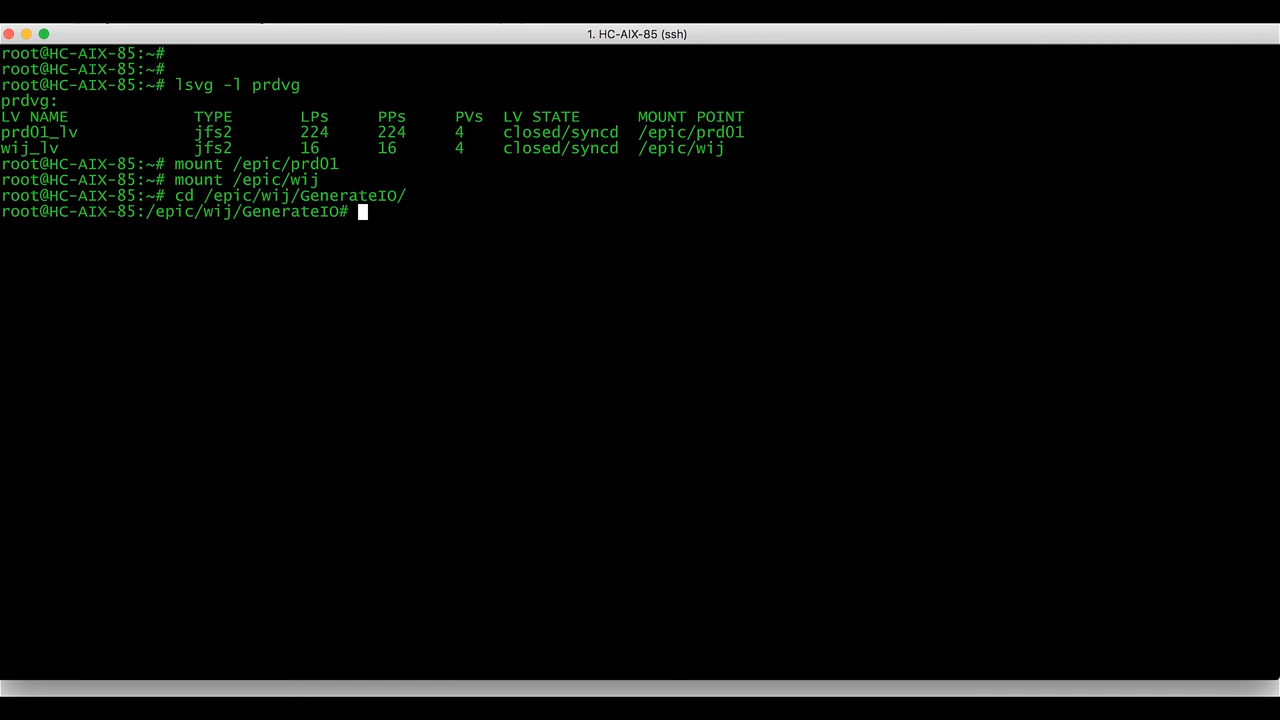 1. HC-AIX-85 (ssh)
root@HC-AIX-85:~#
root@HC-AIX-85:~#
root@HC-AIX-85:~# lsvg -l prdvg
prdvg:
LV NAME             TYPE       LPs     PPs     PVs  LV STATE      MOUNT POINT
prd01_lv            jfs2       224     224     4    closed/syncd  /epic/prd01
wij_lv              jfs2       16      16      4    closed/syncd  /epic/wij
root@HC-AIX-85:~# mount /epic/prd01
root@HC-AIX-85:~# mount /epic/wij
root@HC-AIX-85:~# cd /epic/wij/GenerateIO/
root@HC-AIX-85:/epic/wij/GenerateIO#